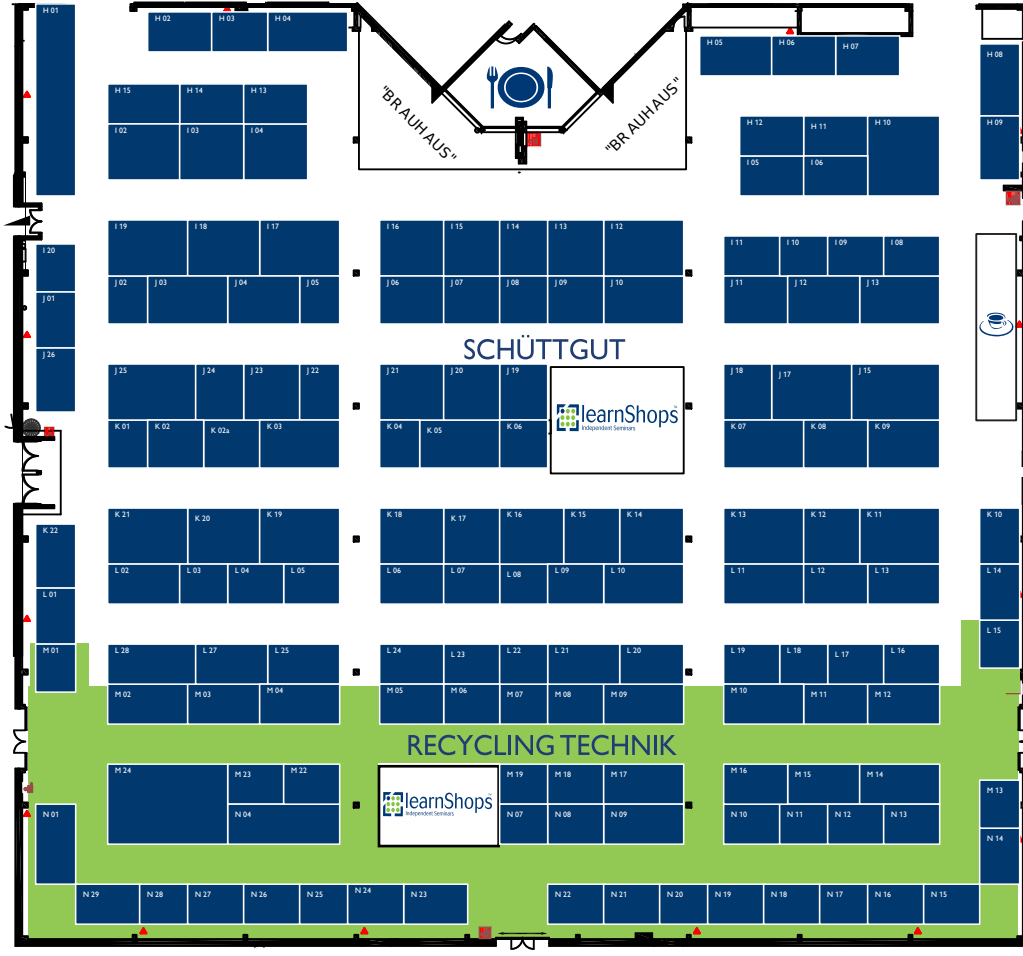 H 01
H 02
H 03
H 04
H 05
H 06
H 07
H 08
"BRAUHAUS"
"BRAUHAUS"
H 15
H 14
H 13
H 12
H 11
H 10
H 09
I 02
I 03
I 04
I 05
I 06
I 19
I 18
I 17
I 16
I 15
I 14
I 13
I 12
I 11
I 10
I 09
I 08
I 20
J 01
J 02
J 03
J 04
J 05
J 06
J 07
J 08
J 09
J 10
J 11
J 12
J 13
SCHÜTTGUT
J 26
J 25
J 24
J 23
J 22
J 21
J 20
J 19
J 18
J 17
J 15
learnShops
Independent Seminars
K 01
K 02
K 02a
K 03
K 04
K 05
K 06
K 07
K 08
K 09
K 22
K 21
K 20
K 19
K 18
K 17
K 16
K 15
K 14
K 13
K 12
K 11
K 10
L 01
L 02
L 03
L 04
L 05
L 06
L 07
L 08
L 09
L 10
L 11
L 12
L 13
L 14
L 15
M 01
L 28
L 27
L 25
L 24
L 23
L 22
L 21
L 20
L 19
L 18
L 17
L 16
M 02
M 03
M 04
M 05
M 06
M 07
M 08
M 09
M 10
M 11
M 12
RECYCLING TECHNIK
M 24
M 23
M 22
learnShops
Independent Seminars
M 19
M 18
M 17
M 16
M 15
M 14
M 13
N 01
N 04
N 07
N 08
N 09
N 10
N 11
N 12
N 13
N 14
N 29
N 28
N 27
N 26
N 25
N 24
N 23
N 22
N 21
N 20
N 19
N 18
N 17
N 16
N 15